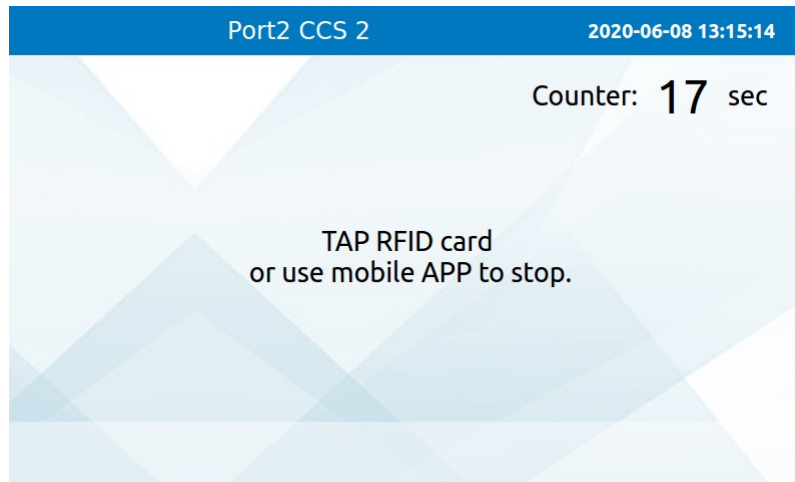 Port2 CCS 2 2020-06-08 13:15:14
Counter: 17 sec
TAP RFID card
or use mobile APP to stop.